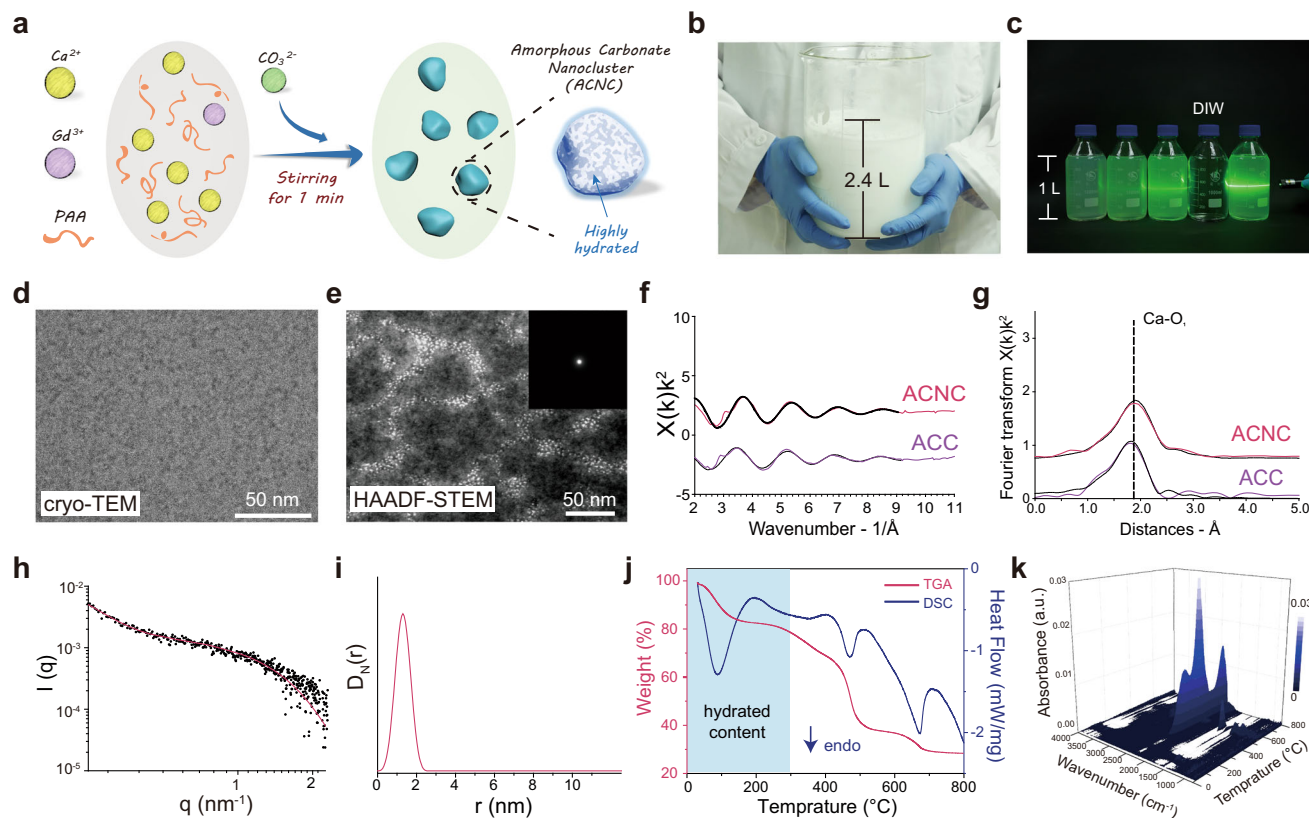 a
Ca²⁺
Gd³⁺
PAA
CO₃²⁻
Stirring
for 1 min
Amorphous Carbonate
Nanocluster
(ACNC)
Highly
hydrated
b
2.4 L
c
DIW
1 L
d
cryo-TEM
50 nm
e
HAADF-STEM
50 nm
f
10
5
0
-5
X(k)k²
ACNC
ACC
2 3 4 5 6 7 8 9 10 11
Wavenumber - 1/Å
g
Ca-O,
3
2
1
0
Fourier transform X(k)k²
ACNC
ACC
0.0 1.0 2.0 3.0 4.0 5.0
Distances - Å
h
10⁻²
10⁻³
10⁻⁴
10⁻⁵
I (q)
1 2
q (nm⁻¹)
i
D_N(r)
0 2 4 6 8 10
r (nm)
j
100
80
60
40
20
Weight (%)
TGA
DSC
hydrated
content
endo
0
-1
-2
Heat Flow (mW/mg)
0 200 400 600 800
Temprature (°C)
k
0.03
0.02
0.01
0.00
Absorbance (a.u.)
0.03
0
4000 3500 3000 2500 2000 1500 1000
Wavenumber (cm⁻¹)
0 200 400 600 800
Temprature (°C)